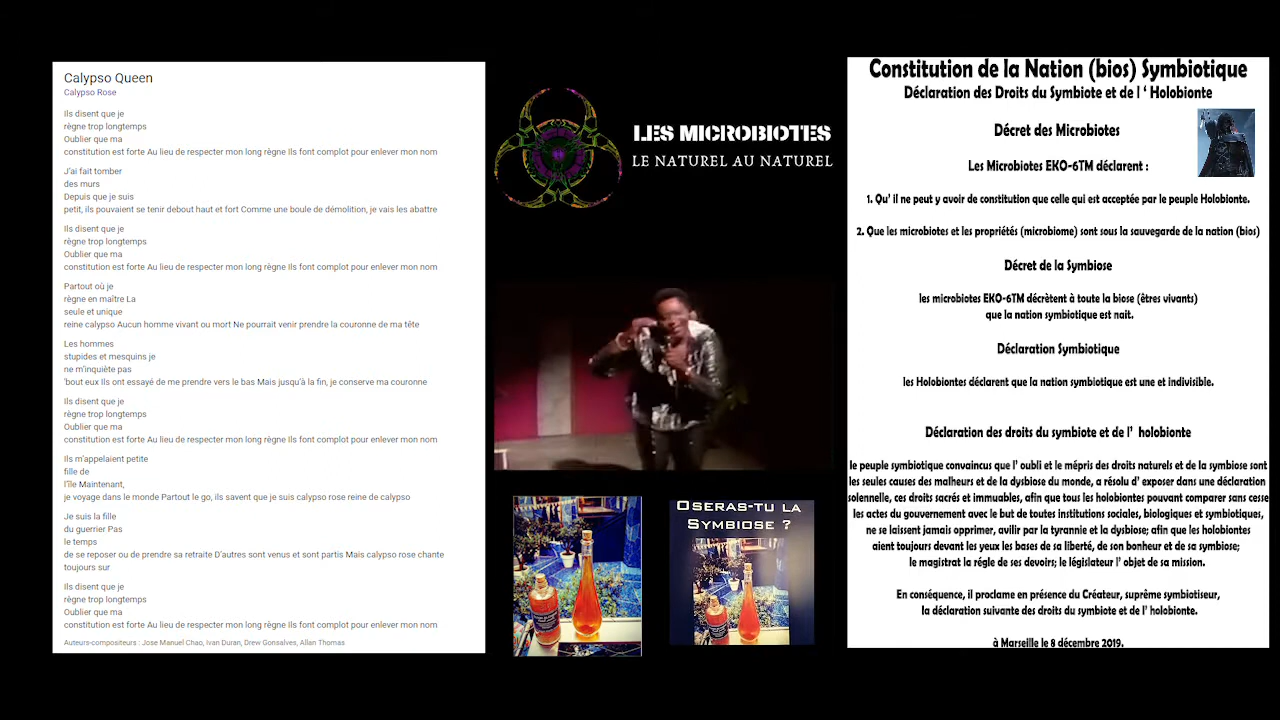 Calypso Queen
Calypso Rose
Ils disent que je
règne trop longtemps
Oublier que ma
constitution est forte Au lieu de respecter mon long règne Ils font complot pour enlever mon nom
J'ai fait tomber
des murs
Depuis que je suis
petit, ils pouvaient se tenir debout haut et fort Comme une boule de démolition, je vais les abattre
Ils disent que je
règne trop longtemps
Oublier que ma
constitution est forte Au lieu de respecter mon long règne Ils font complot pour enlever mon nom
Partout où je
règne en maître La
seule et unique
reine calypso Aucun homme vivant ou mort Ne pourrait venir prendre la couronne de ma tête
Les hommes
stupides et mesquins je
ne m'inquiète pas
'bout eux Ils ont essayé de me prendre vers le bas Mais jusqu'à la fin, je conserve ma couronne
Ils disent que je
règne trop longtemps
Oublier que ma
constitution est forte Au lieu de respecter mon long règne Ils font complot pour enlever mon nom
Ils m'appelaient petite
fille de
l'île Maintenant,
je voyage dans le monde Partout le go, ils savent que je suis calypso rose reine de calypso
Je suis la fille
du guerrier Pas
le temps
de se reposer ou de prendre sa retraite D'autres sont venus et sont partis Mais calypso rose chante
toujours sur
Ils disent que je
règne trop longtemps
Oublier que ma
constitution est forte Au lieu de respecter mon long règne Ils font complot pour enlever mon nom
Auteurs-compositeurs : Jose Manuel Chao, Ivan Duran, Drew Gonsalves, Allan Thomas
LES MICROBIOTES
LE NATUREL AU NATUREL
OSERAS-TU LA
SYMBIOSE ?
Constitution de la Nation (bios) Symbiotique
Déclaration des Droits du Symbiote et de l ' Holobionte
Décret des Microbiotes
Les Microbiotes EKO-6TM déclarent :
1. Qu' il ne peut y avoir de constitution que celle qui est acceptée par le peuple Holobionte.
2. Que les microbiotes et les propriétés (microbiome) sont sous la sauvegarde de la nation (bios)
Décret de la Symbiose
les microbiotes EKO-6TM décrètent à toute la biose (êtres vivants)
que la nation symbiotique est nait.
Déclaration Symbiotique
les Holobiontes déclarent que la nation symbiotique est une et indivisible.
Déclaration des droits du symbiote et de l' holobionte
le peuple symbiotique convaincus que l' oubli et le mépris des droits naturels et de la symbiose sont
les seules causes des malheurs et de la dysbiose du monde, a résolu d' exposer dans une déclaration
solennelle, ces droits sacrés et immuables, afin que tous les holobiontes pouvant comparer sans cesse
les actes du gouvernement avec le but de toutes institutions sociales, biologiques et symbiotiques,
ne se laissent jamais opprimer, avilir par la tyrannie et la dysbiose; afin que les holobiontes
aient toujours devant les yeux les bases de sa liberté, de son bonheur et de sa symbiose;
le magistrat la régle de ses devoirs; le législateur l' objet de sa mission.
En conséquence, il proclame en présence du Créateur, suprême symbiotiseur,
la déclaration suivante des droits du symbiote et de l' holobionte.
à Marseille le 8 décembre 2019.